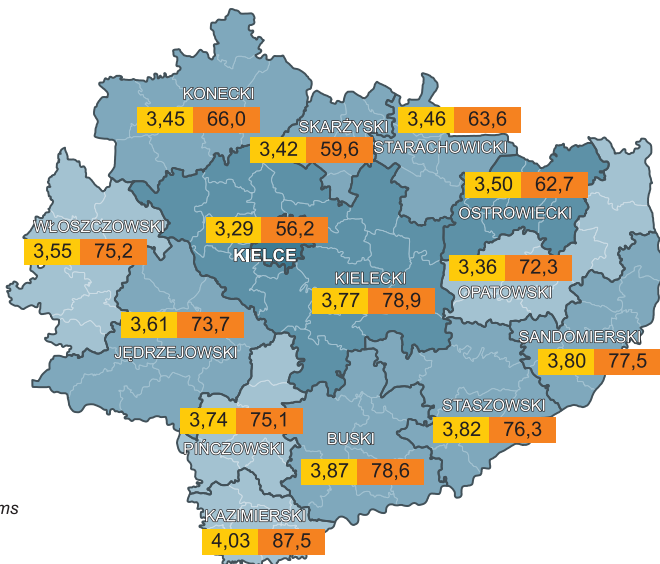 KONECKI
3,45 66,0
SKARŻYSKI
3,42 59,6
3,46 63,6
STARACHOWICKI
3,50 62,7
OSTROWIECKI
WŁOSZCZOWSKI
3,55 75,2
3,29 56,2
KIELCE
KIELECKI
3,77 78,9
3,36 72,3
OPATOWSKI
3,61 73,7
JĘDRZEJOWSKI
SANDOMIERSKI
3,80 77,5
3,74 75,1
PIŃCZOWSKI
STASZOWSKI
3,82 76,3
BUSKI
3,87 78,6
ms
KAZIMIERSKI
4,03 87,5